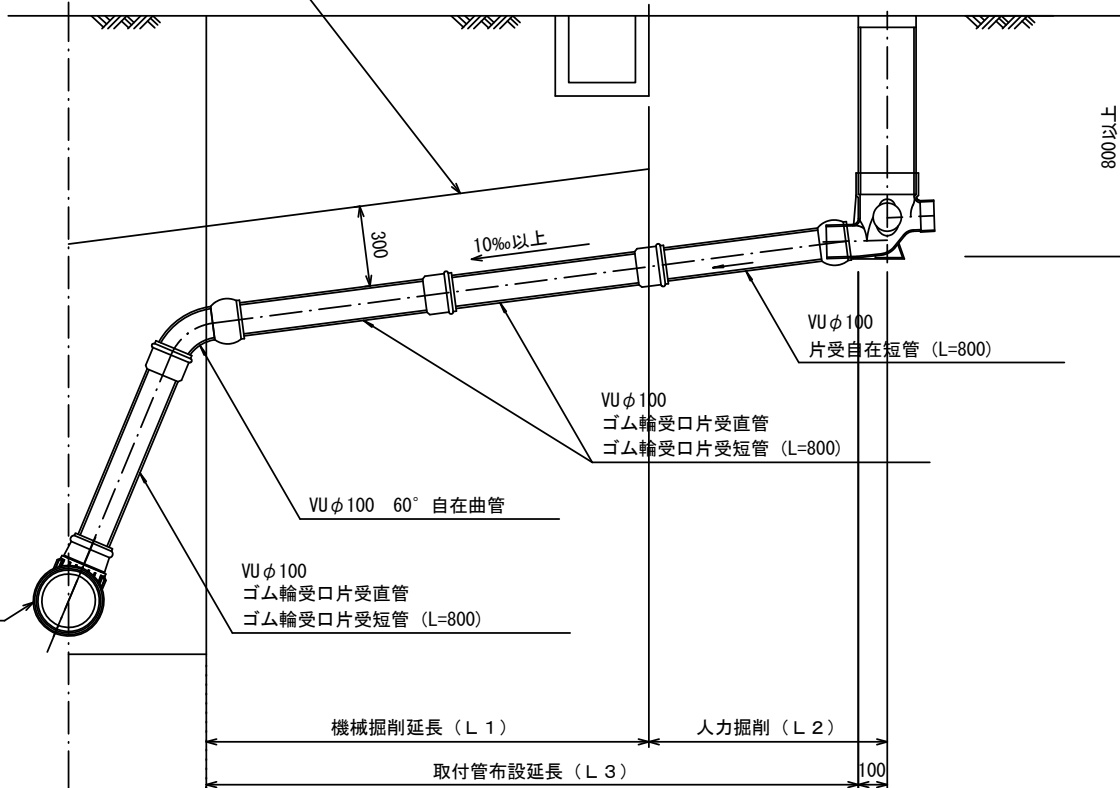 800以上
300
10‰以上
VUφ100
片受自在短管（L=800）
VUφ100
ゴム輪受口片受直管
ゴム輪受口片受短管（L=800）
VUφ100　60°自在曲管
VUφ100
ゴム輪受口片受直管
ゴム輪受口片受短管（L=800）
機械掘削延長（Ｌ１）
人力掘削（Ｌ２）
取付管布設延長（Ｌ３）
100